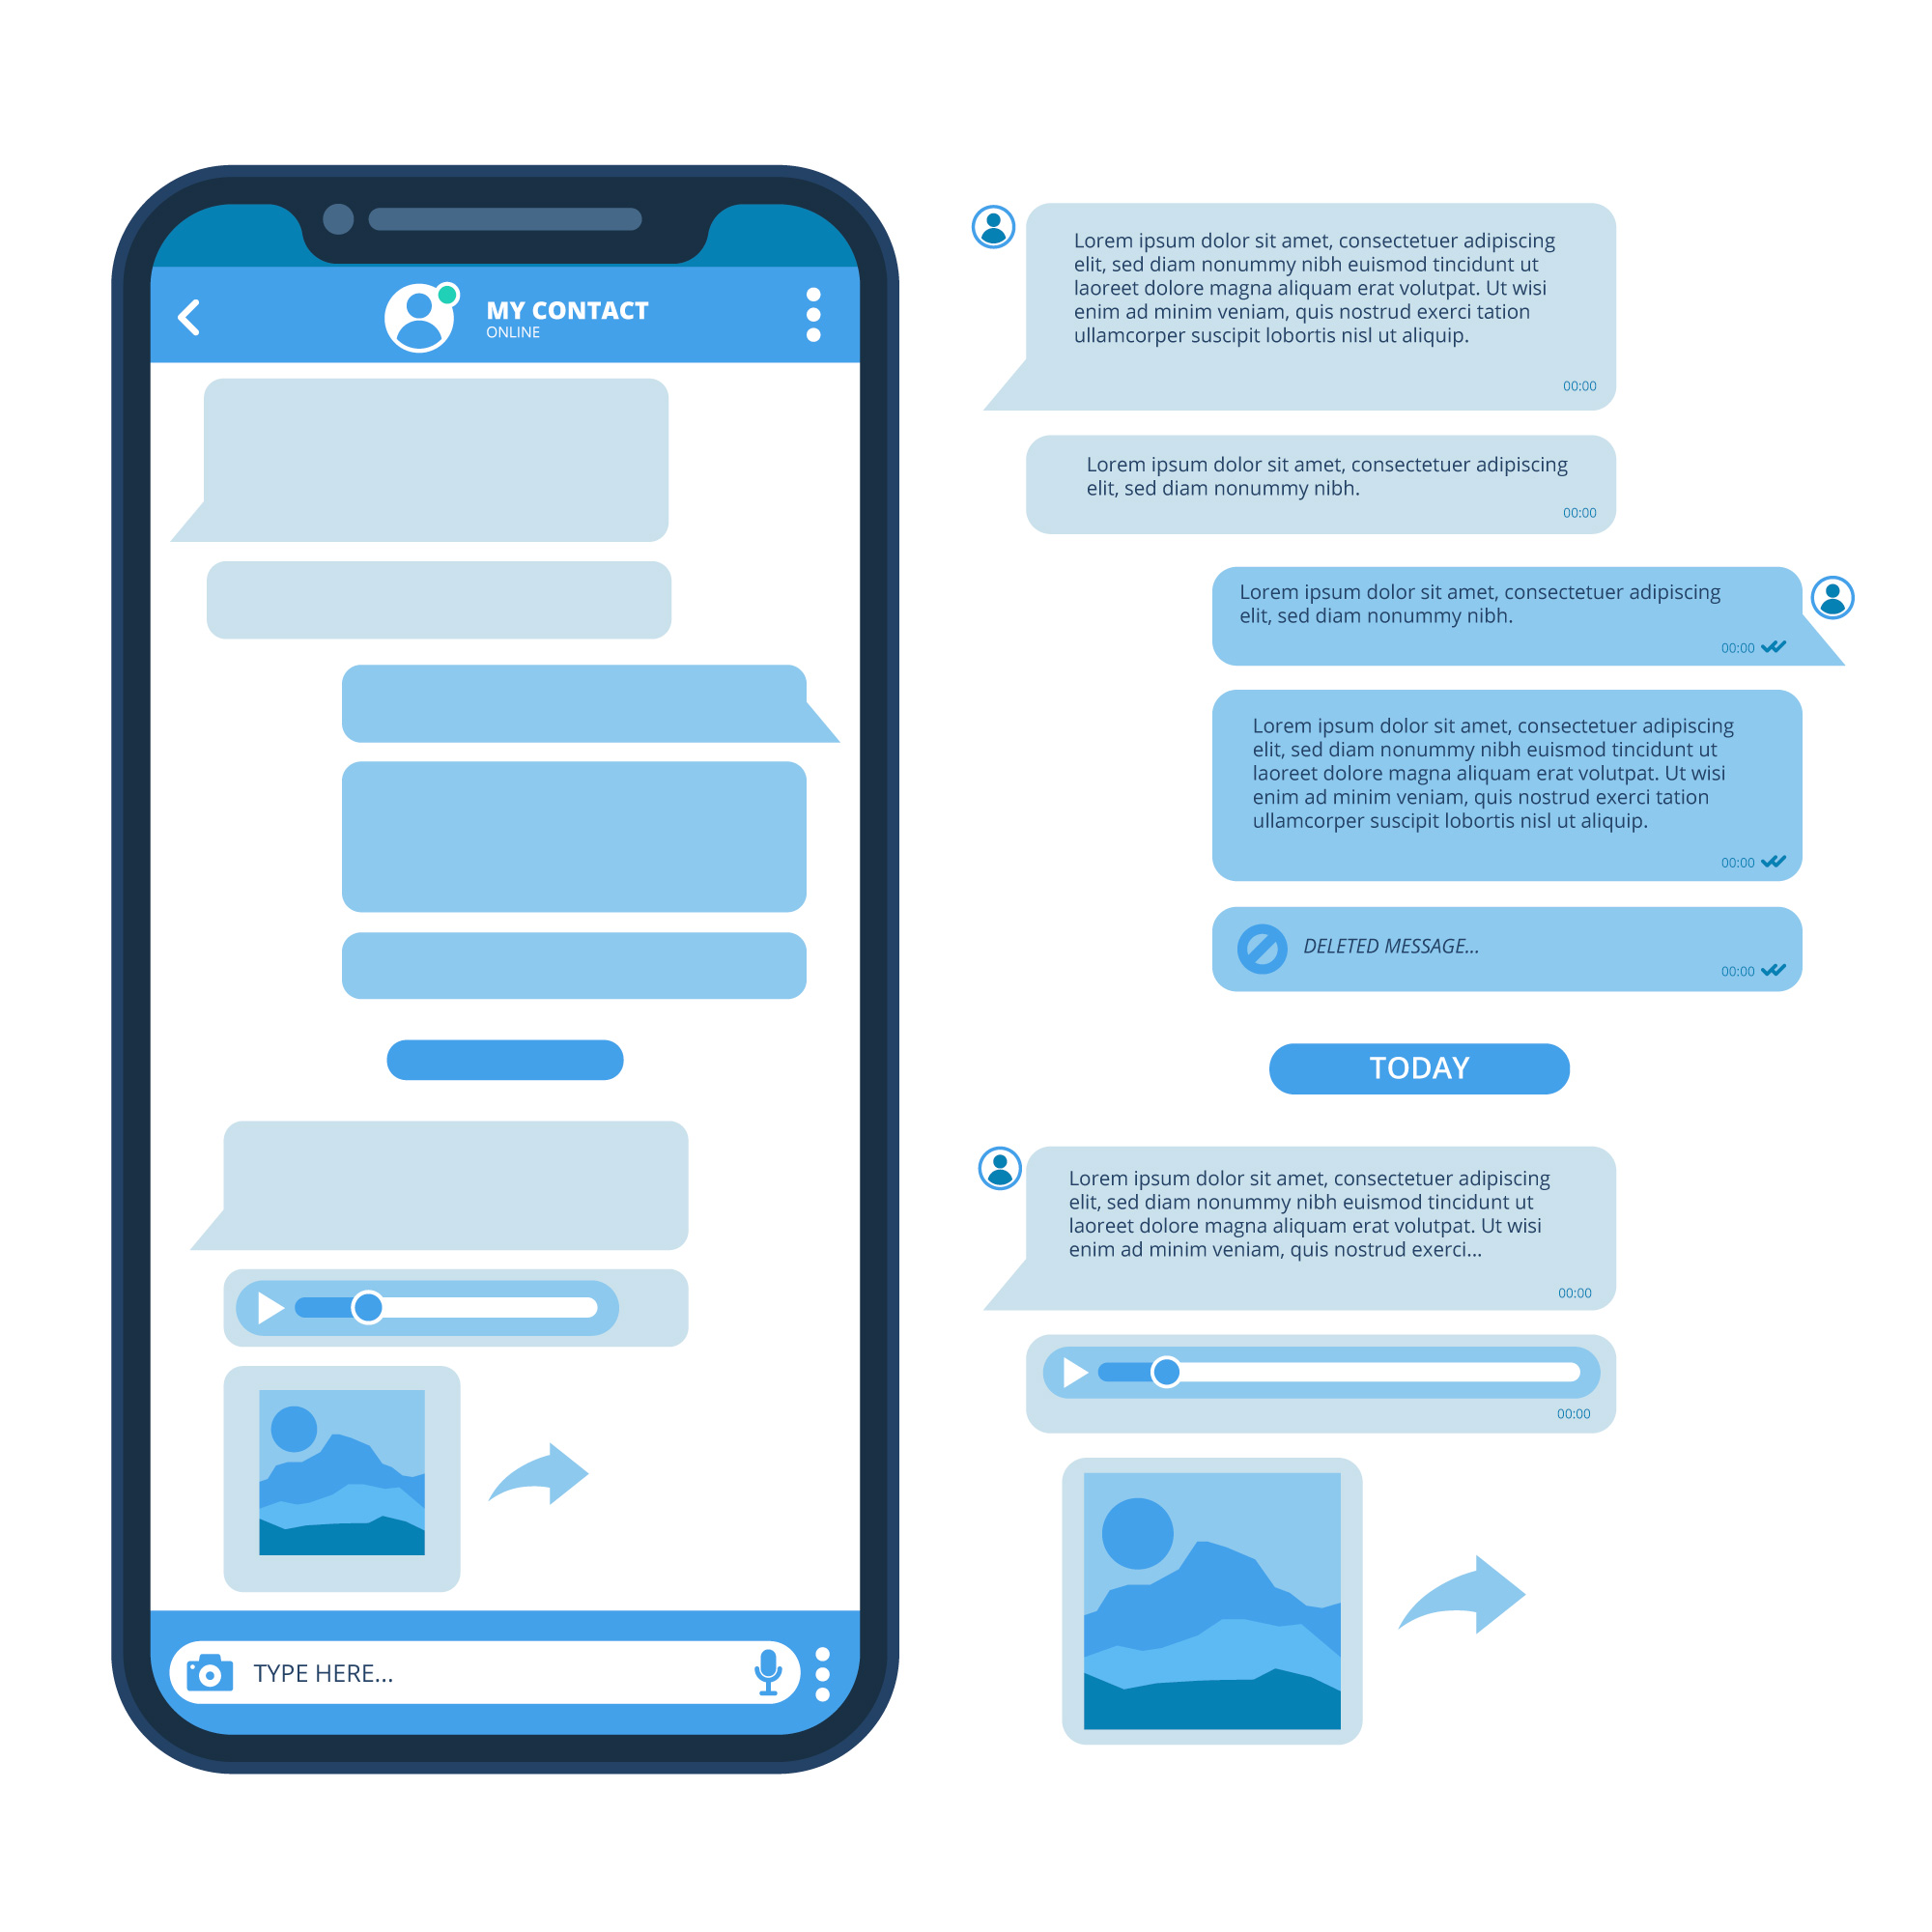 MY CONTACT
ONLINE
TYPE HERE...
Lorem ipsum dolor sit amet, consectetuer adipiscing
elit, sed diam nonummy nibh euismod tincidunt ut
laoreet dolore magna aliquam erat volutpat. Ut wisi
enim ad minim veniam, quis nostrud exerci tation
ullamcorper suscipit lobortis nisl ut aliquip.
00:00
Lorem ipsum dolor sit amet, consectetuer adipiscing
elit, sed diam nonummy nibh.
00:00
Lorem ipsum dolor sit amet, consectetuer adipiscing
elit, sed diam nonummy nibh.
00:00
Lorem ipsum dolor sit amet, consectetuer adipiscing
elit, sed diam nonummy nibh euismod tincidunt ut
laoreet dolore magna aliquam erat volutpat. Ut wisi
enim ad minim veniam, quis nostrud exerci tation
ullamcorper suscipit lobortis nisl ut aliquip.
00:00
DELETED MESSAGE...
00:00
TODAY
Lorem ipsum dolor sit amet, consectetuer adipiscing
elit, sed diam nonummy nibh euismod tincidunt ut
laoreet dolore magna aliquam erat volutpat. Ut wisi
enim ad minim veniam, quis nostrud exerci...
00:00
00:00